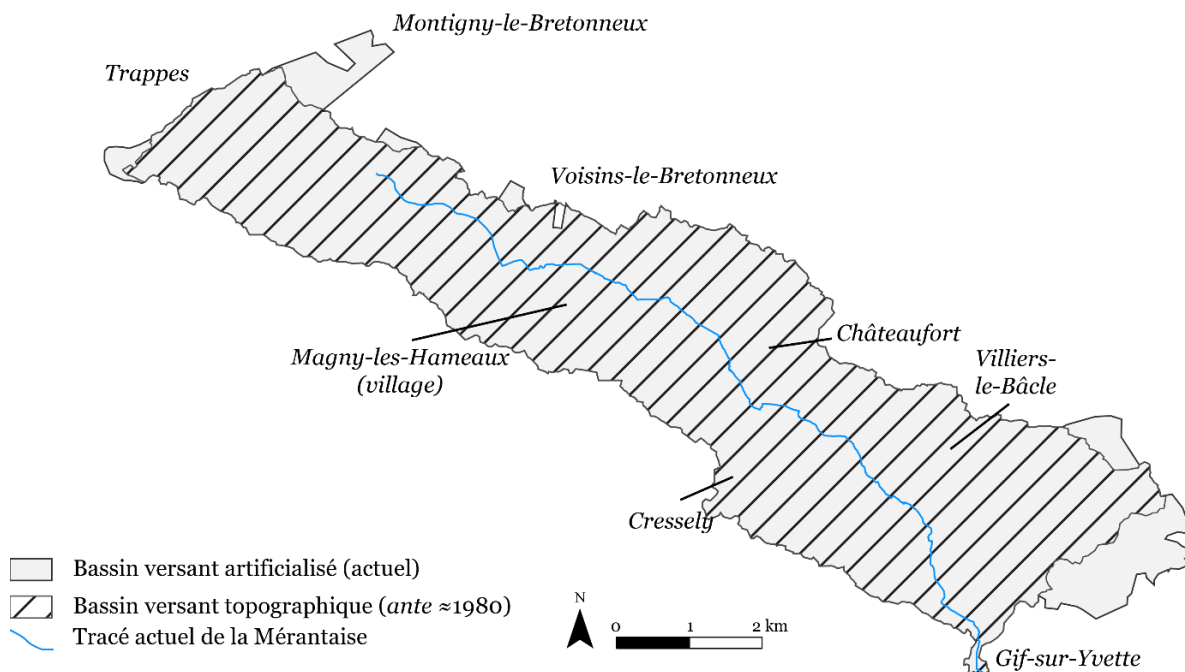 Montigny-le-Bretonneux
Trappes
Voisins-le-Bretonneux
Châteaufort
Magny-les-Hameaux
(village)
Villiers-
le-Bâcle
Cressely
Bassin versant artificialisé (actuel)
Bassin versant topographique (ante ≈1980)
Tracé actuel de la Mérantaise
N
0 1 2 km
Gif-sur-Yvette